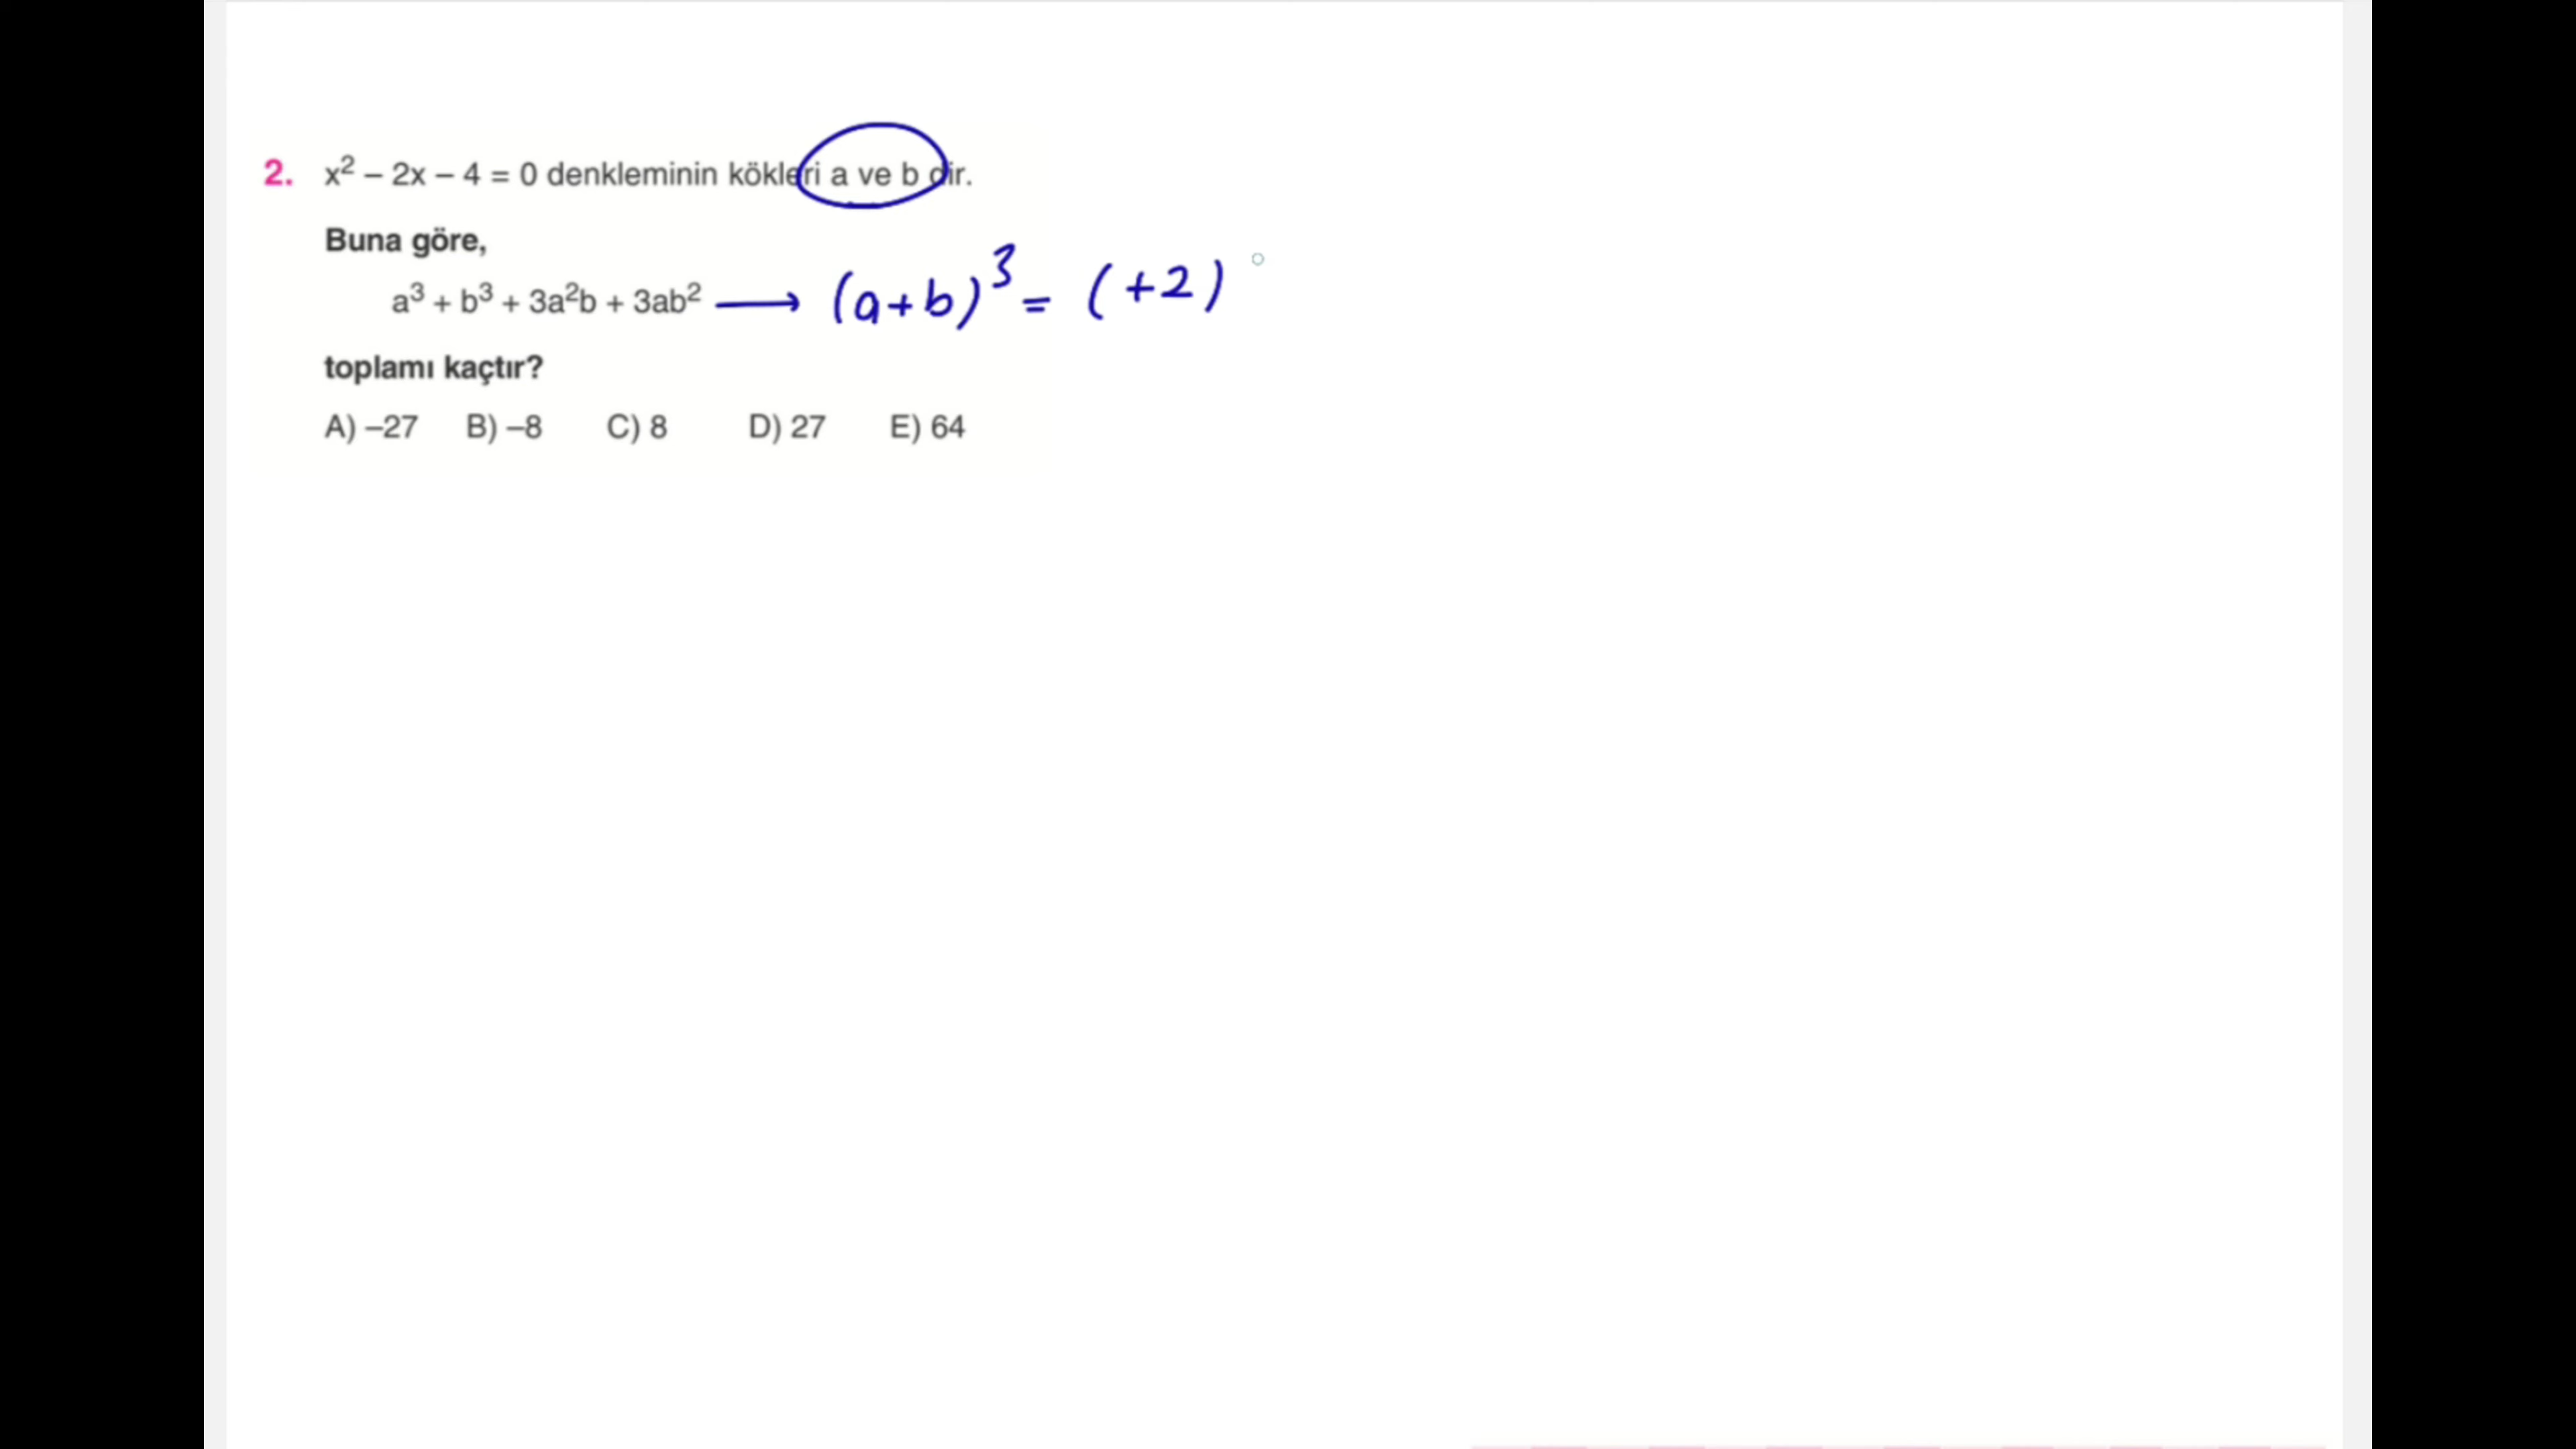 2. x² – 2x – 4 = 0 denkleminin kökleri a ve b dir.
Buna göre,
a³ + b³ + 3a²b + 3ab² ⟶ (a+b)³ = (+2)
toplamı kaçtır?
A) –27 B) –8 C) 8 D) 27 E) 64